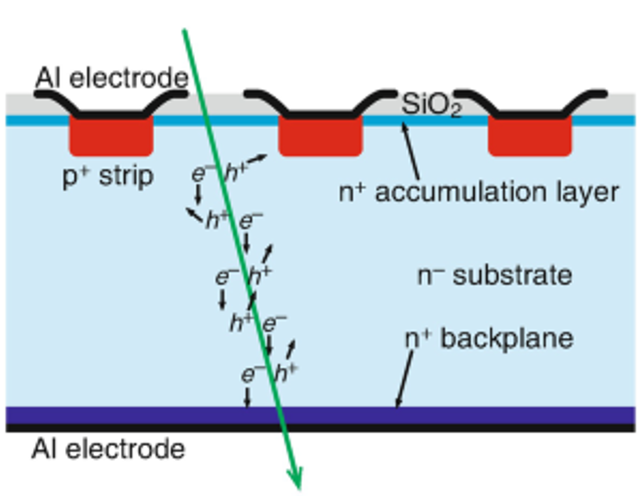 Al electrode
SiO₂
p⁺ strip
e⁻ h⁺
n⁺ accumulation layer
h⁺ e⁻
e⁻ h⁺
n⁻ substrate
h⁺ e⁻
n⁺ backplane
e⁻ h⁺
Al electrode